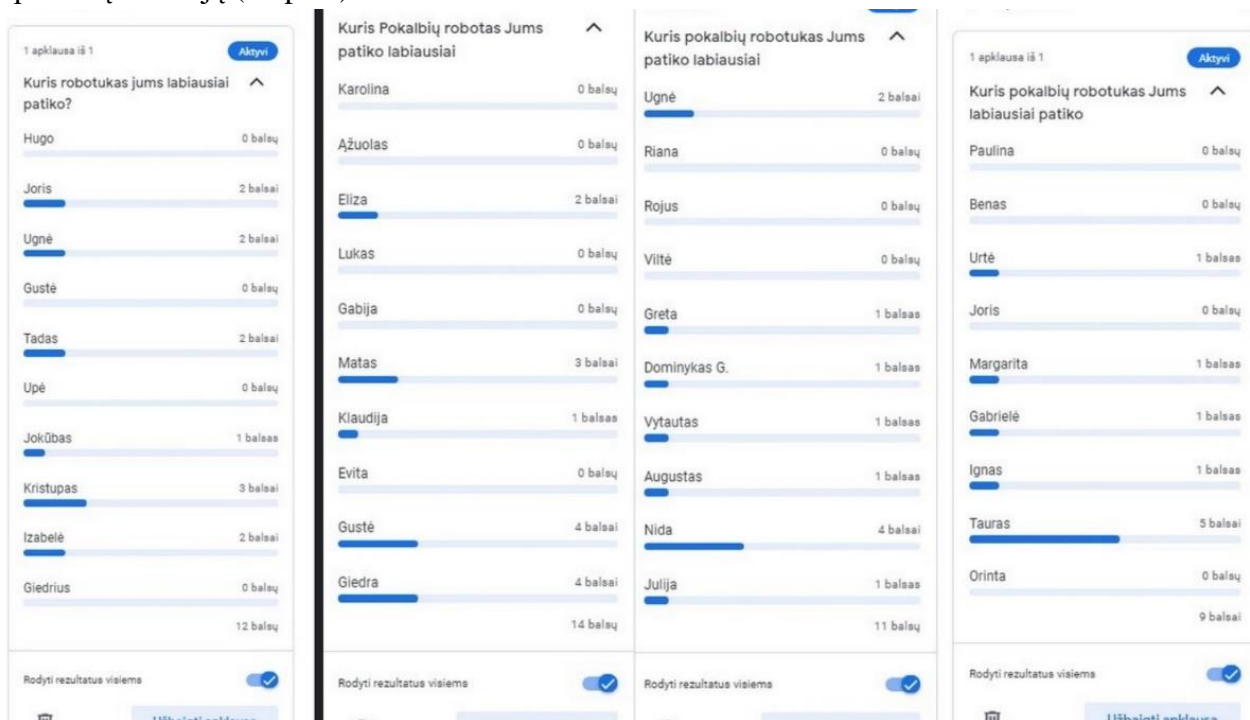 1 apklausa iš 1
Aktyvi
Kuris robotukas jums labiausiai
patiko?
Hugo 0 balsų
Joris 2 balsai
Ugnė 2 balsai
Gustė 0 balsų
Tadas 2 balsai
Upė 0 balsų
Jokūbas 1 balsas
Kristupas 3 balsai
Izabelė 2 balsai
Giedrius 0 balsų
12 balsų
Rodyti rezultatus visiems
Užbaigti apklausą
Kuris Pokalbių robotas Jums
patiko labiausiai
Karolina 0 balsų
Ąžuolas 0 balsų
Eliza 2 balsai
Lukas 0 balsų
Gabija 0 balsų
Matas 3 balsai
Klaudija 1 balsas
Evita 0 balsų
Gustė 4 balsai
Giedra 4 balsai
14 balsų
Rodyti rezultatus visiems
Kuris pokalbių robotukas Jums
patiko labiausiai
Ugnė 2 balsai
Riana 0 balsų
Rojus 0 balsų
Viltė 0 balsų
Greta 1 balsas
Dominykas G. 1 balsas
Vytautas 1 balsas
Augustas 1 balsas
Nida 4 balsai
Julija 1 balsas
11 balsų
Rodyti rezultatus visiems
1 apklausa iš 1
Aktyvi
Kuris pokalbių robotukas Jums
labiausiai patiko
Paulina 0 balsų
Benas 0 balsų
Urtė 1 balsas
Joris 0 balsų
Margarita 1 balsas
Gabrielė 1 balsas
Ignas 1 balsas
Tauras 5 balsai
Orinta 0 balsų
9 balsai
Rodyti rezultatus visiems
Užbaigti apklausą